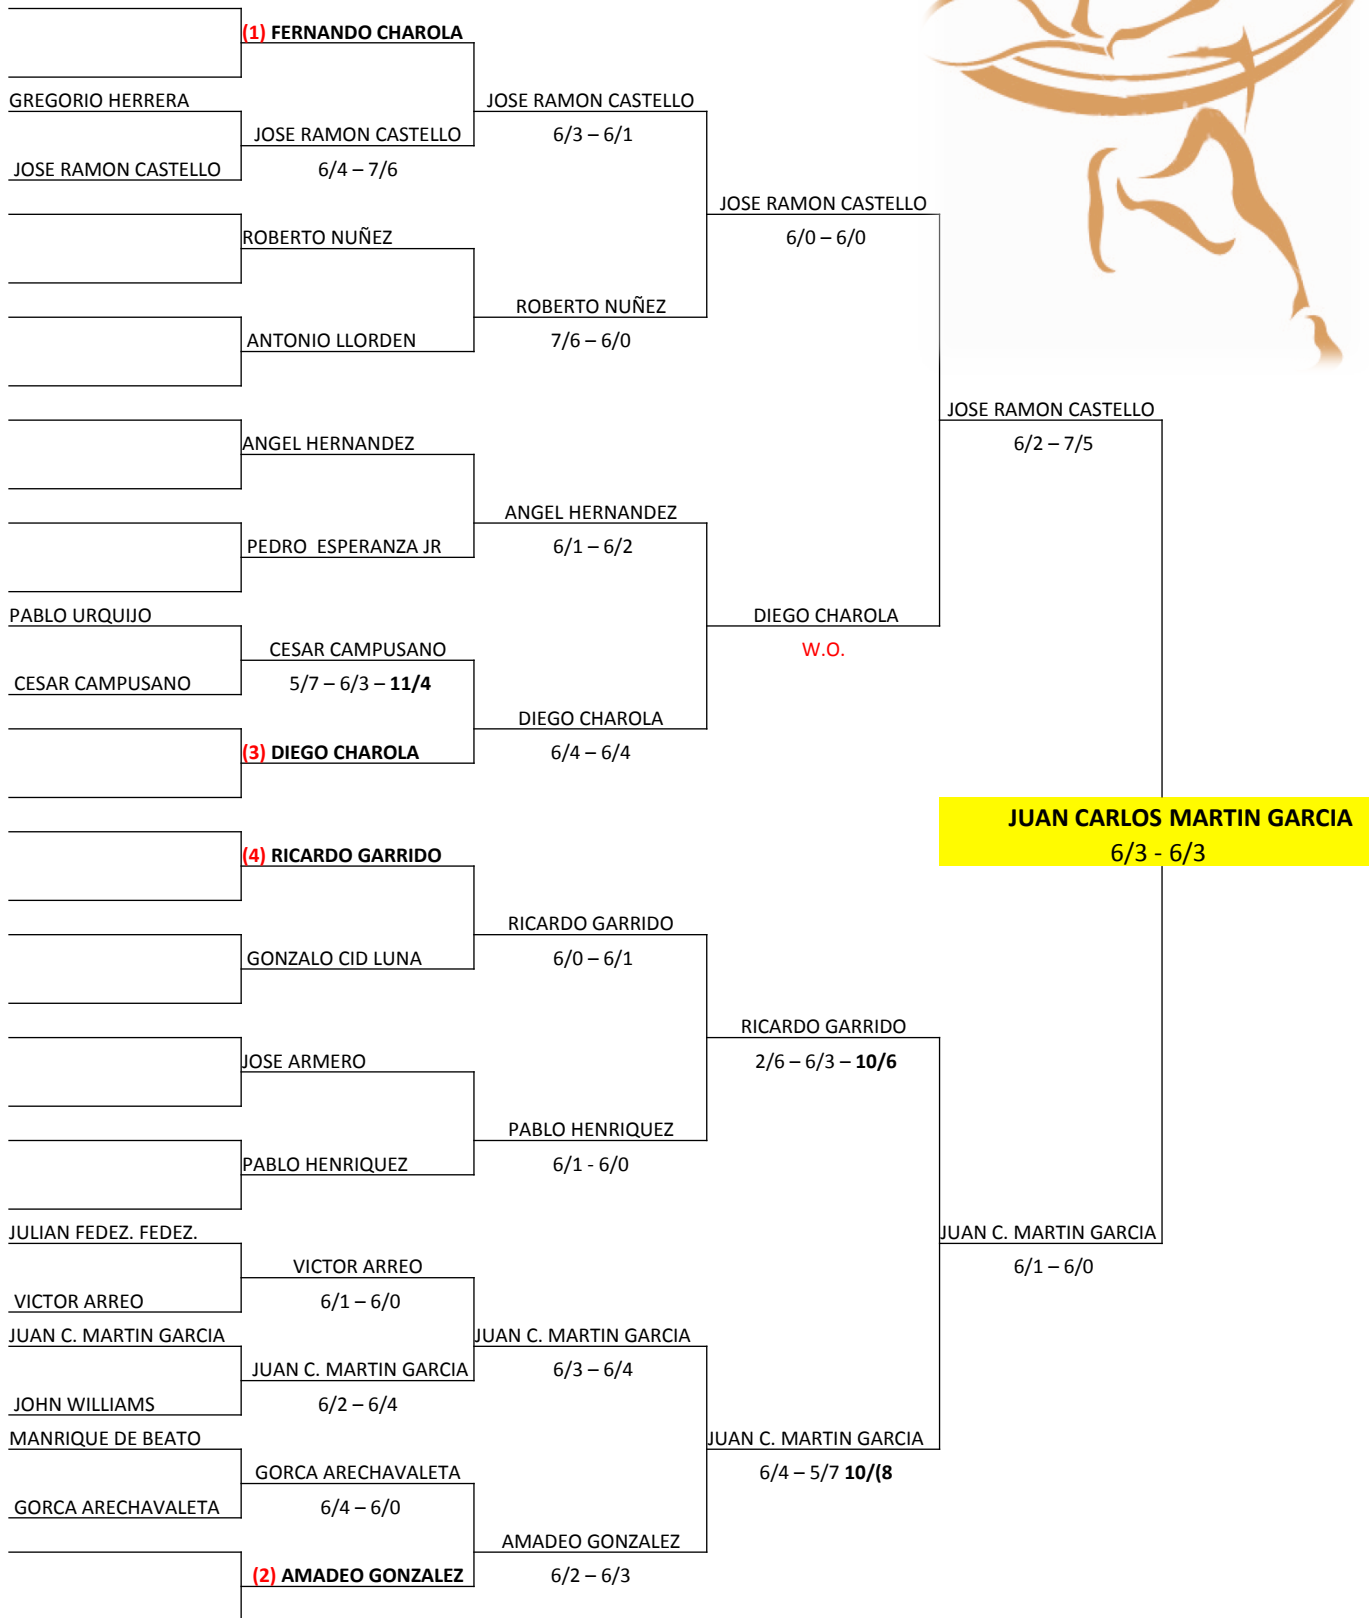 (1) FERNANDO CHAROLA
GREGORIO HERRERA
JOSE RAMON CASTELLO
JOSE RAMON CASTELLO
6/3 – 6/1
JOSE RAMON CASTELLO
6/4 – 7/6
JOSE RAMON CASTELLO
ROBERTO NUÑEZ
6/0 – 6/0
ROBERTO NUÑEZ
ANTONIO LLORDEN
7/6 – 6/0
JOSE RAMON CASTELLO
ANGEL HERNANDEZ
6/2 – 7/5
ANGEL HERNANDEZ
PEDRO  ESPERANZA JR
6/1 – 6/2
PABLO URQUIJO
DIEGO CHAROLA
CESAR CAMPUSANO
W.O.
CESAR CAMPUSANO
5/7 – 6/3 – 11/4
DIEGO CHAROLA
(3) DIEGO CHAROLA
6/4 – 6/4
JUAN CARLOS MARTIN GARCIA
6/3 - 6/3
(4) RICARDO GARRIDO
RICARDO GARRIDO
GONZALO CID LUNA
6/0 – 6/1
RICARDO GARRIDO
JOSE ARMERO
2/6 – 6/3 – 10/6
PABLO HENRIQUEZ
PABLO HENRIQUEZ
6/1 - 6/0
JULIAN FEDEZ. FEDEZ.
JUAN C. MARTIN GARCIA
VICTOR ARREO
6/1 – 6/0
VICTOR ARREO
6/1 – 6/0
JUAN C. MARTIN GARCIA
JUAN C. MARTIN GARCIA
JUAN C. MARTIN GARCIA
6/3 – 6/4
JOHN WILLIAMS
6/2 – 6/4
MANRIQUE DE BEATO
JUAN C. MARTIN GARCIA
GORCA ARECHAVALETA
6/4 – 5/7 10/(8
GORCA ARECHAVALETA
6/4 – 6/0
AMADEO GONZALEZ
(2) AMADEO GONZALEZ
6/2 – 6/3